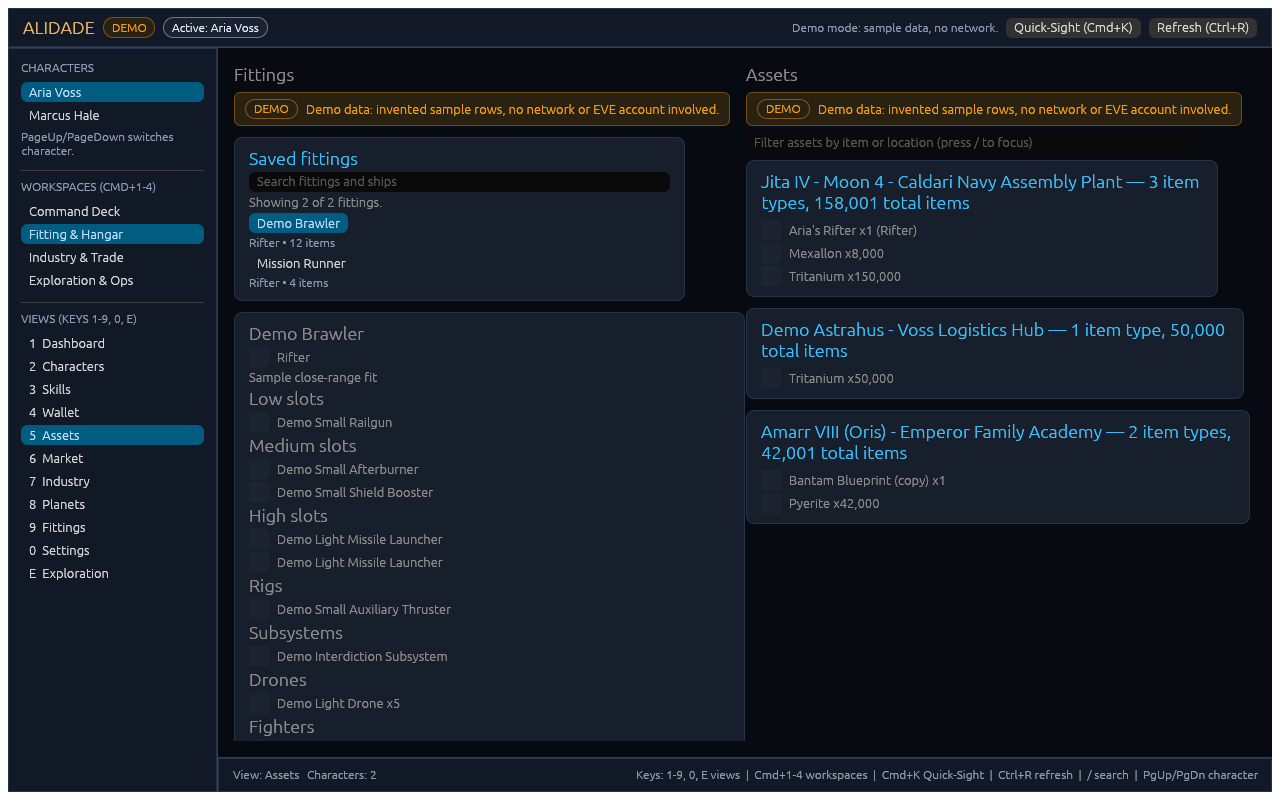 ALIDADE
DEMO
Active: Aria Voss
Demo mode: sample data, no network.
Quick-Sight (Cmd+K)
Refresh (Ctrl+R)
CHARACTERS
Aria Voss
Marcus Hale
PageUp/PageDown switches
character.
WORKSPACES (CMD+1-4)
Command Deck
Fitting & Hangar
Industry & Trade
Exploration & Ops
VIEWS (KEYS 1-9, 0, E)
1 Dashboard
2 Characters
3 Skills
4 Wallet
5 Assets
6 Market
7 Industry
8 Planets
9 Fittings
0 Settings
E Exploration
Fittings
DEMO Demo data: invented sample rows, no network or EVE account involved.
Saved fittings
Search fittings and ships
Showing 2 of 2 fittings.
Demo Brawler
Rifter • 12 items
Mission Runner
Rifter • 4 items
Demo Brawler
Rifter
Sample close-range fit
Low slots
Demo Small Railgun
Medium slots
Demo Small Afterburner
Demo Small Shield Booster
High slots
Demo Light Missile Launcher
Demo Light Missile Launcher
Rigs
Demo Small Auxiliary Thruster
Subsystems
Demo Interdiction Subsystem
Drones
Demo Light Drone x5
Fighters
Assets
DEMO Demo data: invented sample rows, no network or EVE account involved.
Filter assets by item or location (press / to focus)
Jita IV - Moon 4 - Caldari Navy Assembly Plant — 3 item
types, 158,001 total items
Aria's Rifter x1 (Rifter)
Mexallon x8,000
Tritanium x150,000
Demo Astrahus - Voss Logistics Hub — 1 item type, 50,000
total items
Tritanium x50,000
Amarr VIII (Oris) - Emperor Family Academy — 2 item types,
42,001 total items
Bantam Blueprint (copy) x1
Pyerite x42,000
View: Assets Characters: 2
Keys: 1-9, 0, E views | Cmd+1-4 workspaces | Cmd+K Quick-Sight | Ctrl+R refresh | / search | PgUp/PgDn character